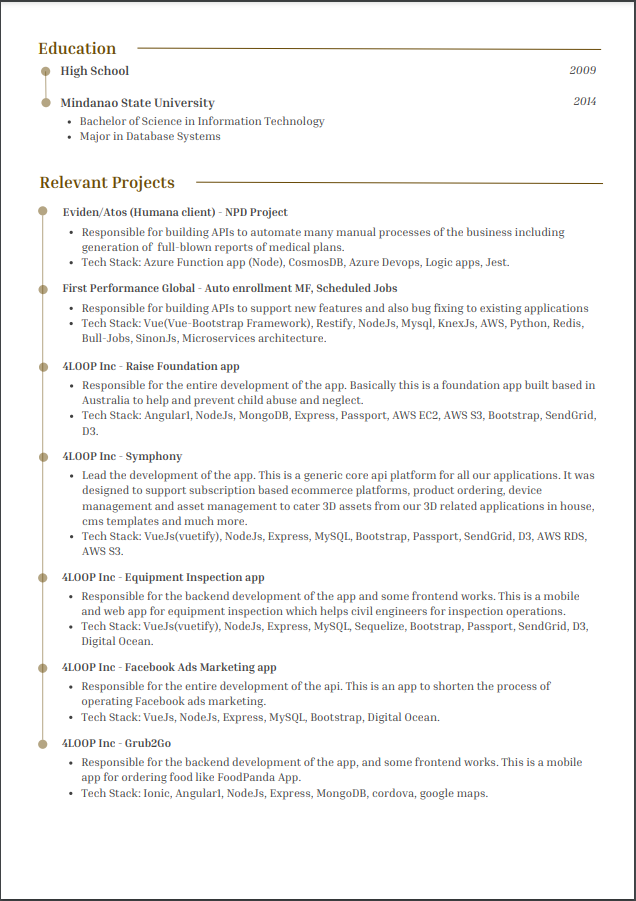 Education
High School 2009
Mindanao State University 2014
• Bachelor of Science in Information Technology
• Major in Database Systems
Relevant Projects
Eviden/Atos (Humana client) - NPD Project
• Responsible for building APIs to automate many manual processes of the business including
generation of full-blown reports of medical plans.
• Tech Stack: Azure Function app (Node), CosmosDB, Azure Devops, Logic apps, Jest.
First Performance Global - Auto enrollment MF, Scheduled Jobs
• Responsible for building APIs to support new features and also bug fixing to existing applications
• Tech Stack: Vue(Vue-Bootstrap Framework), Restify, NodeJs, Mysql, KnexJs, AWS, Python, Redis,
Bull-Jobs, SinonJs, Microservices architecture.
4LOOP Inc - Raise Foundation app
• Responsible for the entire development of the app. Basically this is a foundation app built based in
Australia to help and prevent child abuse and neglect.
• Tech Stack: Angular1, NodeJs, MongoDB, Express, Passport, AWS EC2, AWS S3, Bootstrap, SendGrid,
D3.
4LOOP Inc - Symphony
• Lead the development of the app. This is a generic core api platform for all our applications. It was
designed to support subscription based ecommerce platforms, product ordering, device
management and asset management to cater 3D assets from our 3D related applications in house,
cms templates and much more.
• Tech Stack: VueJs(vuetify), NodeJs, Express, MySQL, Bootstrap, Passport, SendGrid, D3, AWS RDS,
AWS S3.
4LOOP Inc - Equipment Inspection app
• Responsible for the backend development of the app and some frontend works. This is a mobile
and web app for equipment inspection which helps civil engineers for inspection operations.
• Tech Stack: VueJs(vuetify), NodeJs, Express, MySQL, Sequelize, Bootstrap, Passport, SendGrid, D3,
Digital Ocean.
4LOOP Inc - Facebook Ads Marketing app
• Responsible for the entire development of the api. This is an app to shorten the process of
operating Facebook ads marketing.
• Tech Stack: VueJs, NodeJs, Express, MySQL, Bootstrap, Digital Ocean.
4LOOP Inc - Grub2Go
• Responsible for the backend development of the app, and some frontend works. This is a mobile
app for ordering food like FoodPanda App.
• Tech Stack: Ionic, Angular1, NodeJs, Express, MongoDB, cordova, google maps.